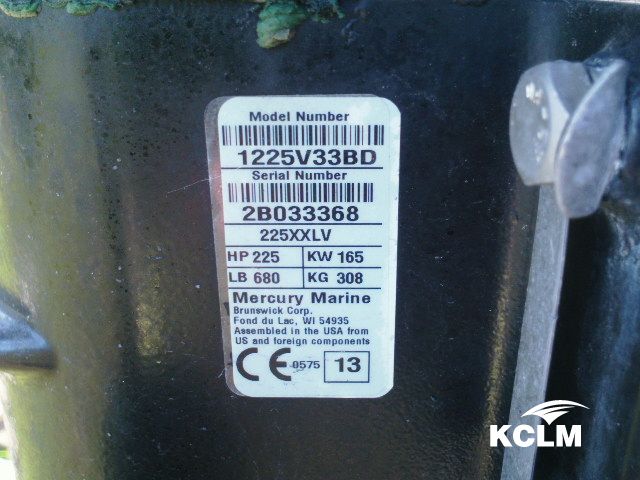 Model Number
1225V33BD
Serial Number
2B033368
225XXLV
HP 225 KW 165
LB 680 KG 308
Mercury Marine
Brunswick Corp.
Fond du Lac, WI 54935
Assembled in the USA from
US and foreign components
CE 0575 13
KCLM